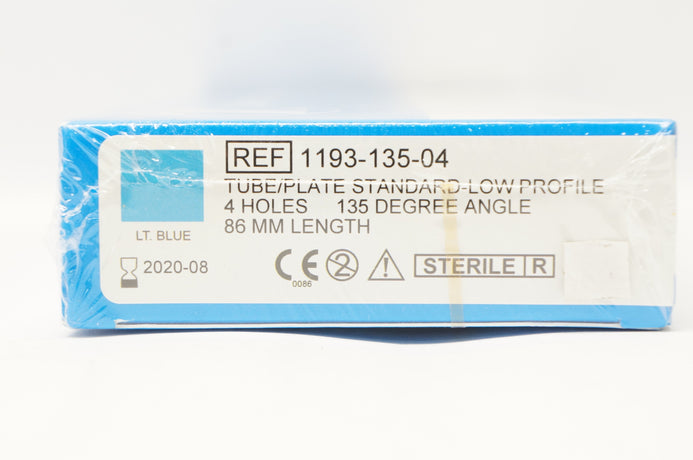 REF 1193-135-04
TUBE/PLATE STANDARD-LOW PROFILE
4 HOLES 135 DEGREE ANGLE
86 MM LENGTH
LT. BLUE
2020-08
CE 0086 2 STERILE R